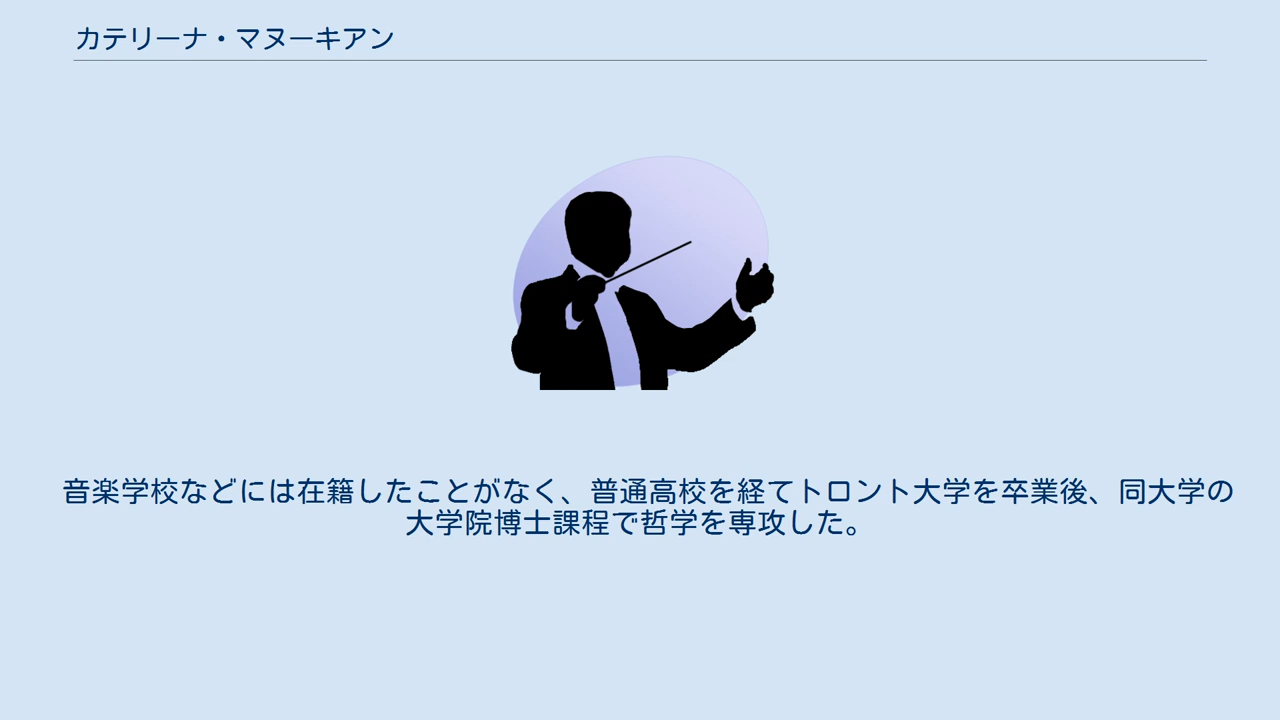 カテリーナ・マヌーキアン
音楽学校などには在籍したことがなく、普通高校を経てトロント大学を卒業後、同大学の
大学院博士課程で哲学を専攻した。